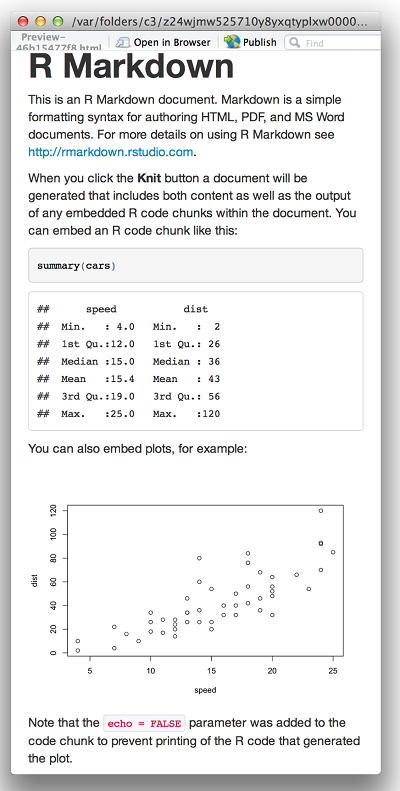 /var/folders/c3/z24wjmw525710y8yxqtyplxw0000...
Preview-46b15477f8.html Open in Browser Publish Find
R Markdown
This is an R Markdown document. Markdown is a simple
formatting syntax for authoring HTML, PDF, and MS Word
documents. For more details on using R Markdown see
http://rmarkdown.rstudio.com.
When you click the Knit button a document will be
generated that includes both content as well as the output
of any embedded R code chunks within the document. You
can embed an R code chunk like this:
summary(cars)
## speed dist
## Min. : 4.0 Min. : 2
## 1st Qu.:12.0 1st Qu.: 26
## Median :15.0 Median : 36
## Mean :15.4 Mean : 43
## 3rd Qu.:19.0 3rd Qu.: 56
## Max. :25.0 Max. :120
You can also embed plots, for example:
120
100
80
60
40
20
0
dist
5 10 15 20 25
speed
Note that the echo = FALSE parameter was added to the
code chunk to prevent printing of the R code that generated
the plot.